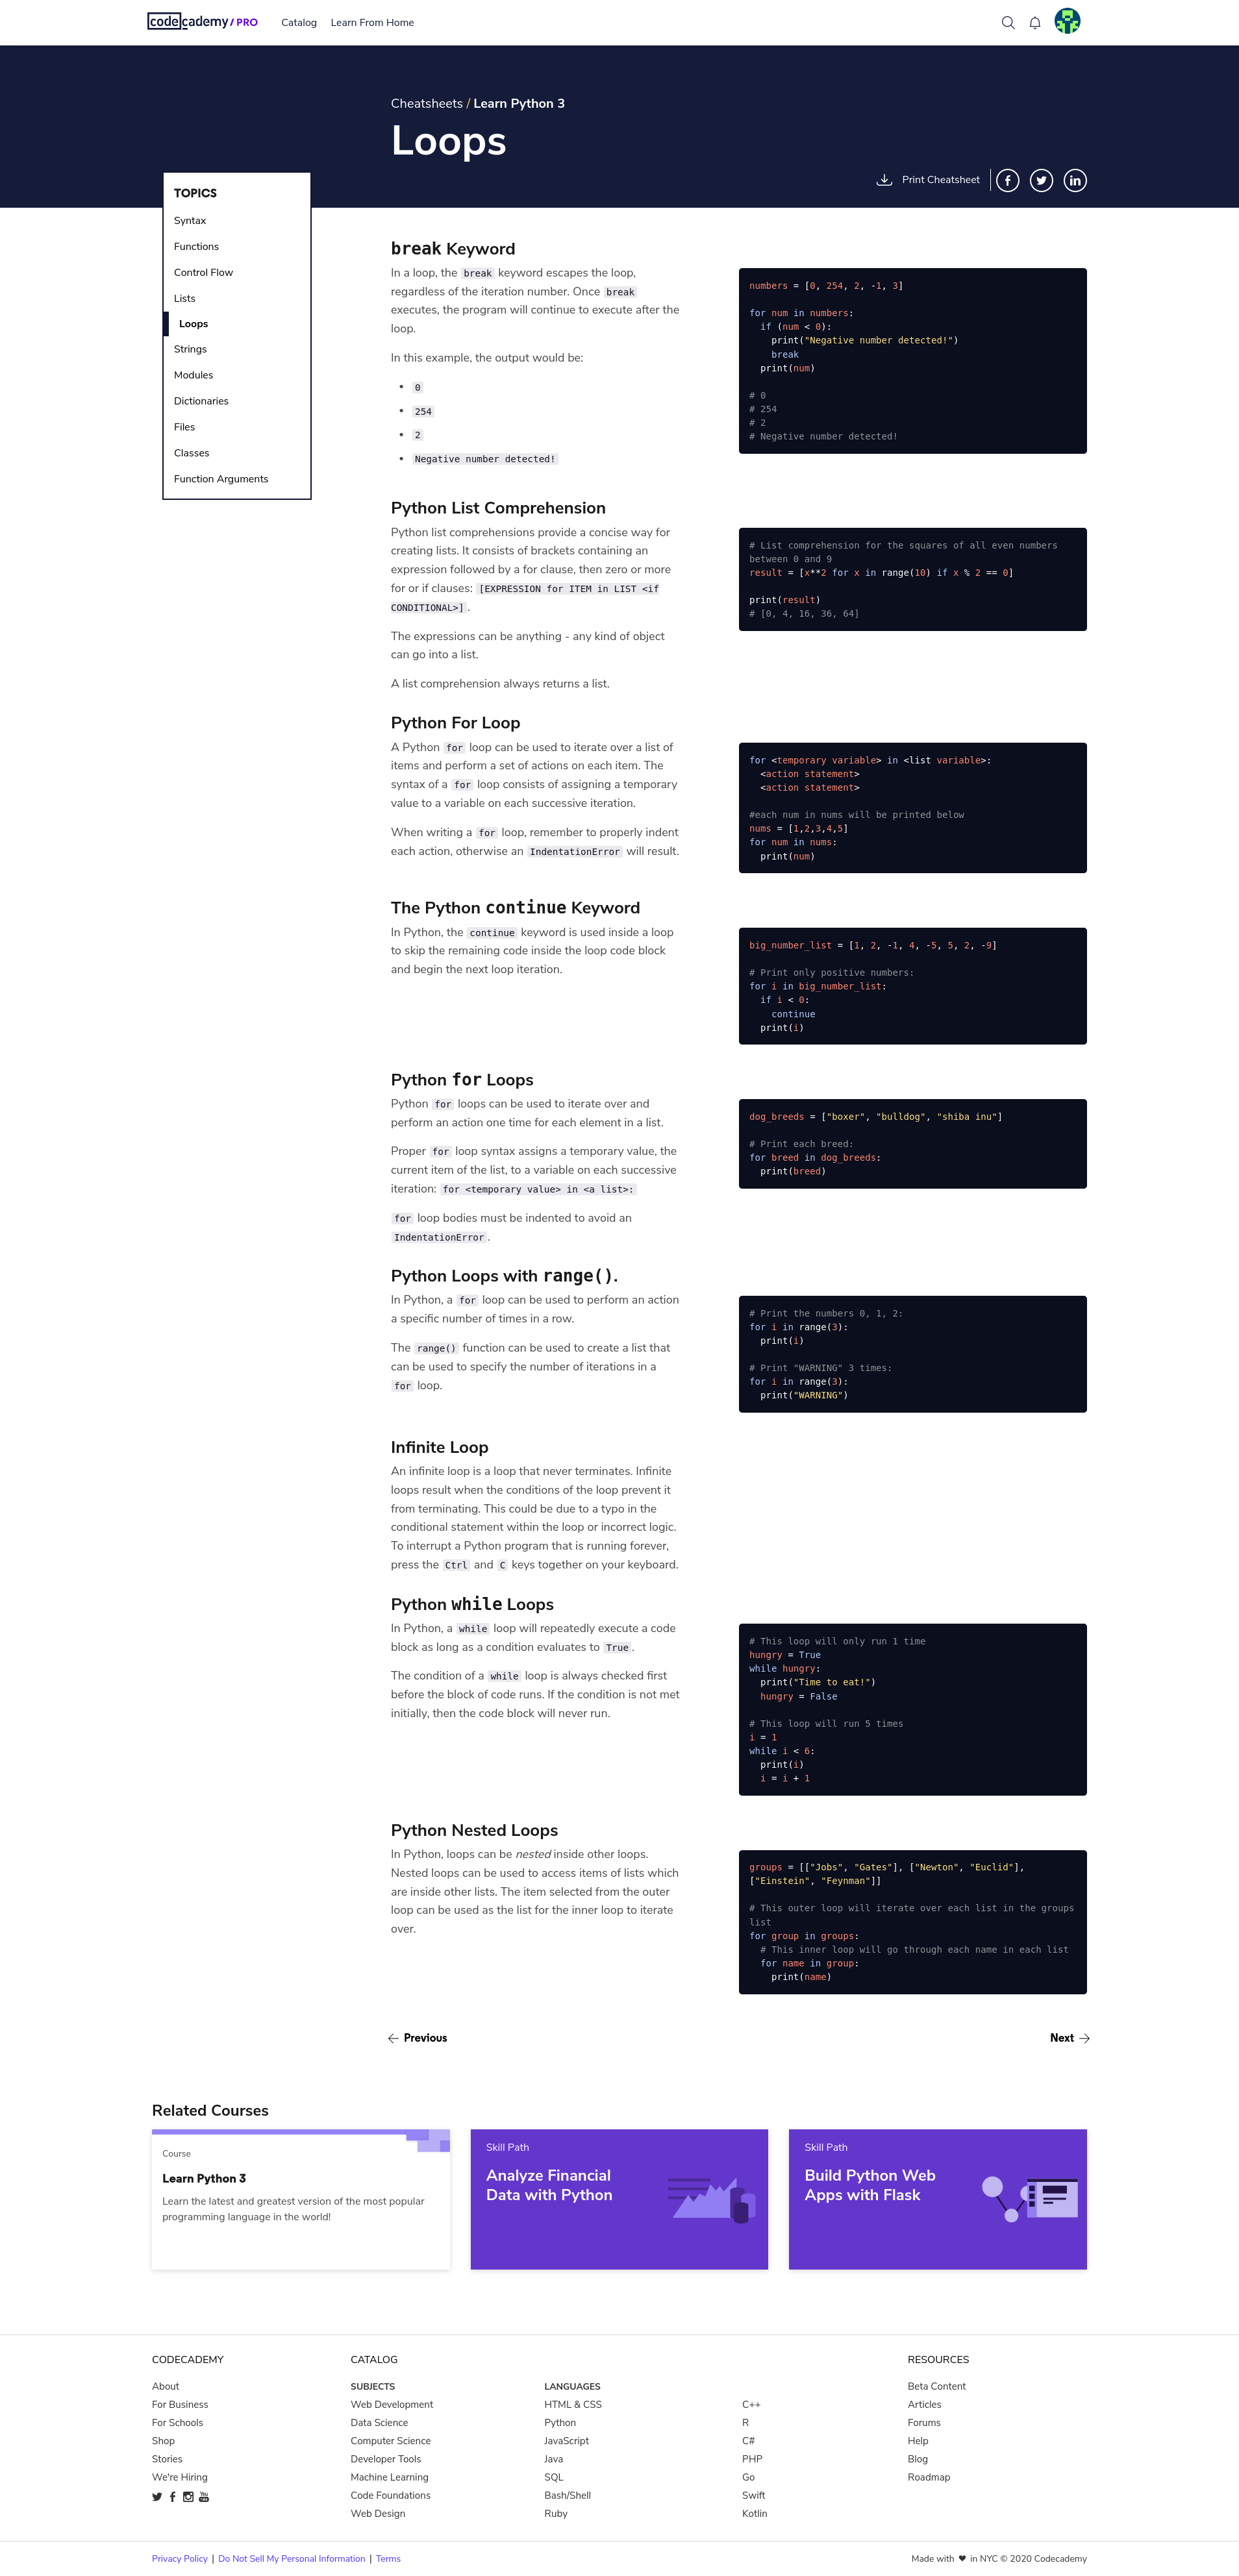 codecademy / PRO
Catalog
Learn From Home
Cheatsheets / Learn Python 3
Loops
Print Cheatsheet
TOPICS
Syntax
Functions
Control Flow
Lists
Loops
Strings
Modules
Dictionaries
Files
Classes
Function Arguments
break Keyword
In a loop, the break keyword escapes the loop,
regardless of the iteration number. Once break
executes, the program will continue to execute after the
loop.
In this example, the output would be:
• 0
• 254
• 2
• Negative number detected!
numbers = [0, 254, 2, -1, 3]
for num in numbers:
  if (num < 0):
    print("Negative number detected!")
    break
  print(num)
# 0
# 254
# 2
# Negative number detected!
Python List Comprehension
Python list comprehensions provide a concise way for
creating lists. It consists of brackets containing an
expression followed by a for clause, then zero or more
for or if clauses: [EXPRESSION for ITEM in LIST <if
CONDITIONAL>].
The expressions can be anything - any kind of object
can go into a list.
A list comprehension always returns a list.
# List comprehension for the squares of all even numbers
between 0 and 9
result = [x**2 for x in range(10) if x % 2 == 0]
print(result)
# [0, 4, 16, 36, 64]
Python For Loop
A Python for loop can be used to iterate over a list of
items and perform a set of actions on each item. The
syntax of a for loop consists of assigning a temporary
value to a variable on each successive iteration.
When writing a for loop, remember to properly indent
each action, otherwise an IndentationError will result.
for <temporary variable> in <list variable>:
  <action statement>
  <action statement>
#each num in nums will be printed below
nums = [1,2,3,4,5]
for num in nums:
  print(num)
The Python continue Keyword
In Python, the continue keyword is used inside a loop
to skip the remaining code inside the loop code block
and begin the next loop iteration.
big_number_list = [1, 2, -1, 4, -5, 5, 2, -9]
# Print only positive numbers:
for i in big_number_list:
  if i < 0:
    continue
  print(i)
Python for Loops
Python for loops can be used to iterate over and
perform an action one time for each element in a list.
Proper for loop syntax assigns a temporary value, the
current item of the list, to a variable on each successive
iteration: for <temporary value> in <a list>:
for loop bodies must be indented to avoid an
IndentationError.
dog_breeds = ["boxer", "bulldog", "shiba inu"]
# Print each breed:
for breed in dog_breeds:
  print(breed)
Python Loops with range().
In Python, a for loop can be used to perform an action
a specific number of times in a row.
The range() function can be used to create a list that
can be used to specify the number of iterations in a
for loop.
# Print the numbers 0, 1, 2:
for i in range(3):
  print(i)
# Print "WARNING" 3 times:
for i in range(3):
  print("WARNING")
Infinite Loop
An infinite loop is a loop that never terminates. Infinite
loops result when the conditions of the loop prevent it
from terminating. This could be due to a typo in the
conditional statement within the loop or incorrect logic.
To interrupt a Python program that is running forever,
press the Ctrl and C keys together on your keyboard.
Python while Loops
In Python, a while loop will repeatedly execute a code
block as long as a condition evaluates to True.
The condition of a while loop is always checked first
before the block of code runs. If the condition is not met
initially, then the code block will never run.
# This loop will only run 1 time
hungry = True
while hungry:
  print("Time to eat!")
  hungry = False
# This loop will run 5 times
i = 1
while i < 6:
  print(i)
  i = i + 1
Python Nested Loops
In Python, loops can be nested inside other loops.
Nested loops can be used to access items of lists which
are inside other lists. The item selected from the outer
loop can be used as the list for the inner loop to iterate
over.
groups = [["Jobs", "Gates"], ["Newton", "Euclid"],
["Einstein", "Feynman"]]
# This outer loop will iterate over each list in the groups
list
for group in groups:
  # This inner loop will go through each name in each list
  for name in group:
    print(name)
Previous
Next
Related Courses
Course
Learn Python 3
Learn the latest and greatest version of the most popular
programming language in the world!
Skill Path
Analyze Financial
Data with Python
Skill Path
Build Python Web
Apps with Flask
CODECADEMY
About
For Business
For Schools
Shop
Stories
We're Hiring
CATALOG
SUBJECTS
Web Development
Data Science
Computer Science
Developer Tools
Machine Learning
Code Foundations
Web Design
LANGUAGES
HTML & CSS
Python
JavaScript
Java
SQL
Bash/Shell
Ruby
C++
R
C#
PHP
Go
Swift
Kotlin
RESOURCES
Beta Content
Articles
Forums
Help
Blog
Roadmap
Privacy Policy | Do Not Sell My Personal Information | Terms
Made with ❤ in NYC © 2020 Codecademy